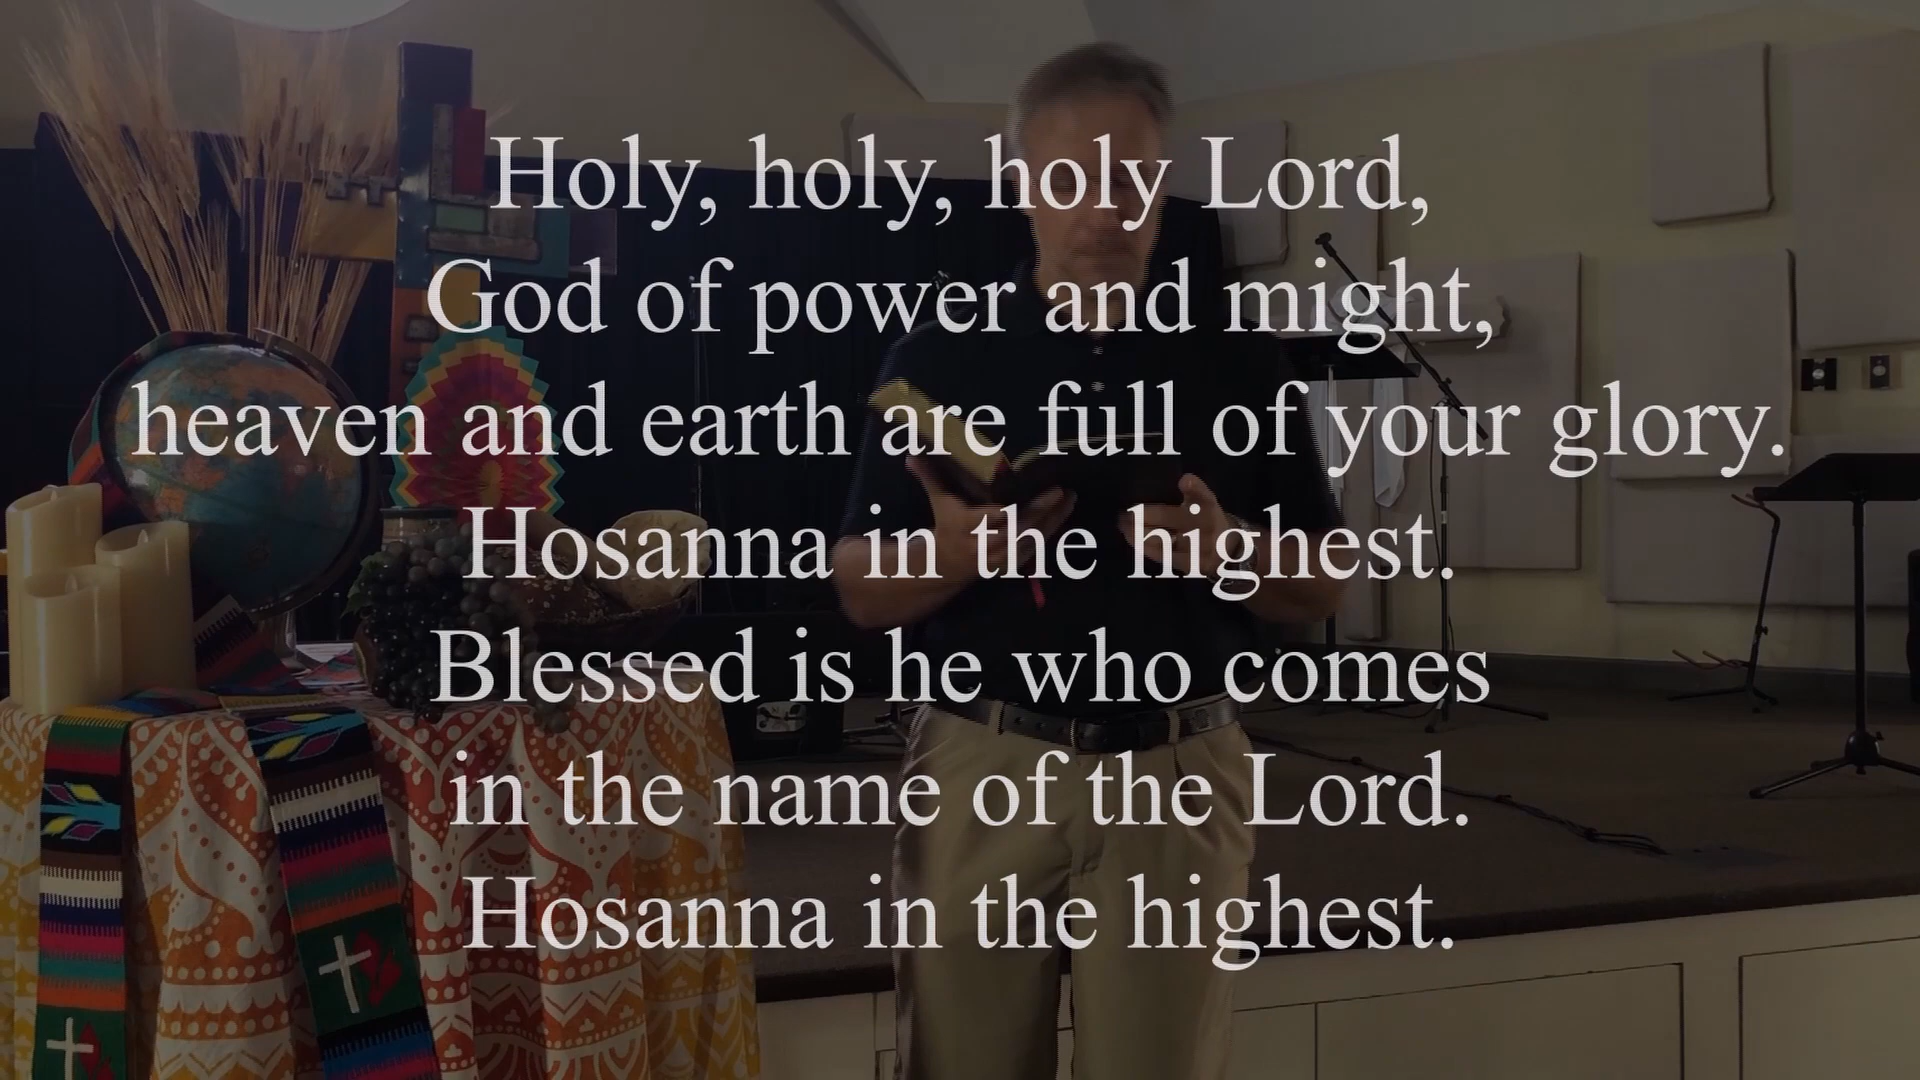 Holy, holy, holy Lord,
God of power and might,
heaven and earth are full of your glory.
Hosanna in the highest.
Blessed is he who comes
in the name of the Lord.
Hosanna in the highest.